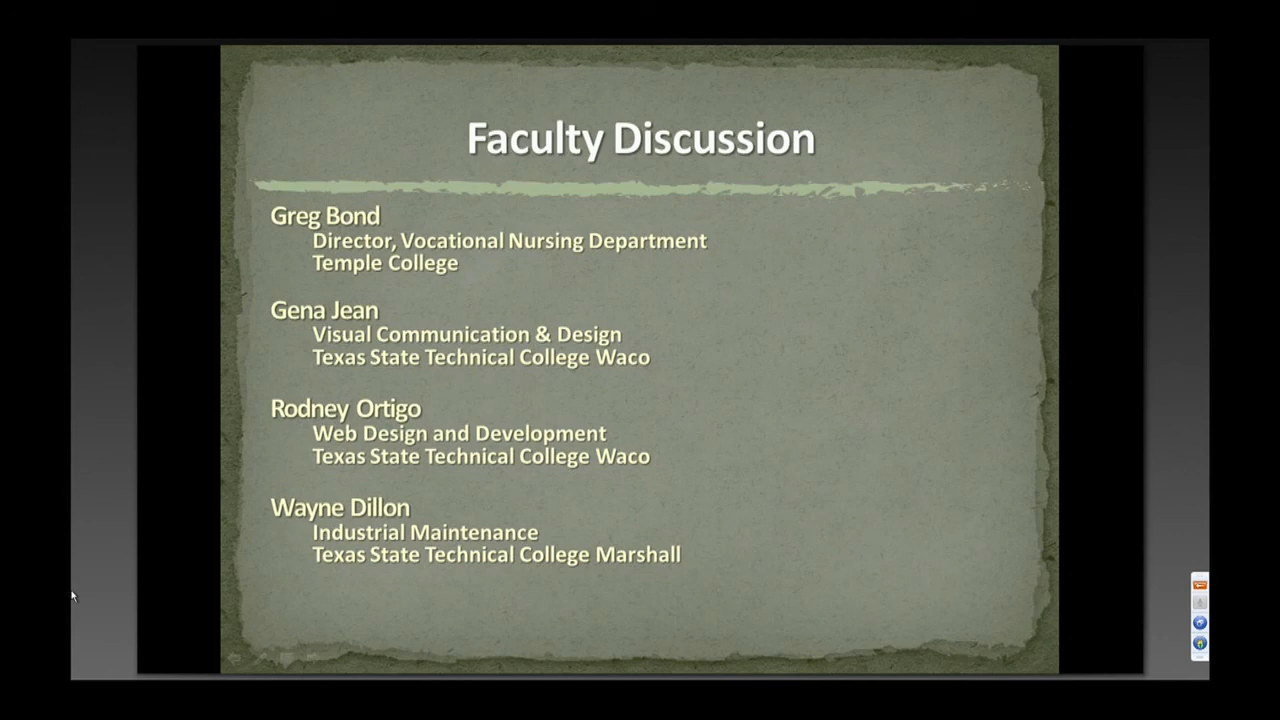 Faculty Discussion
Greg Bond
Director, Vocational Nursing Department
Temple College
Gena Jean
Visual Communication & Design
Texas State Technical College Waco
Rodney Ortigo
Web Design and Development
Texas State Technical College Waco
Wayne Dillon
Industrial Maintenance
Texas State Technical College Marshall